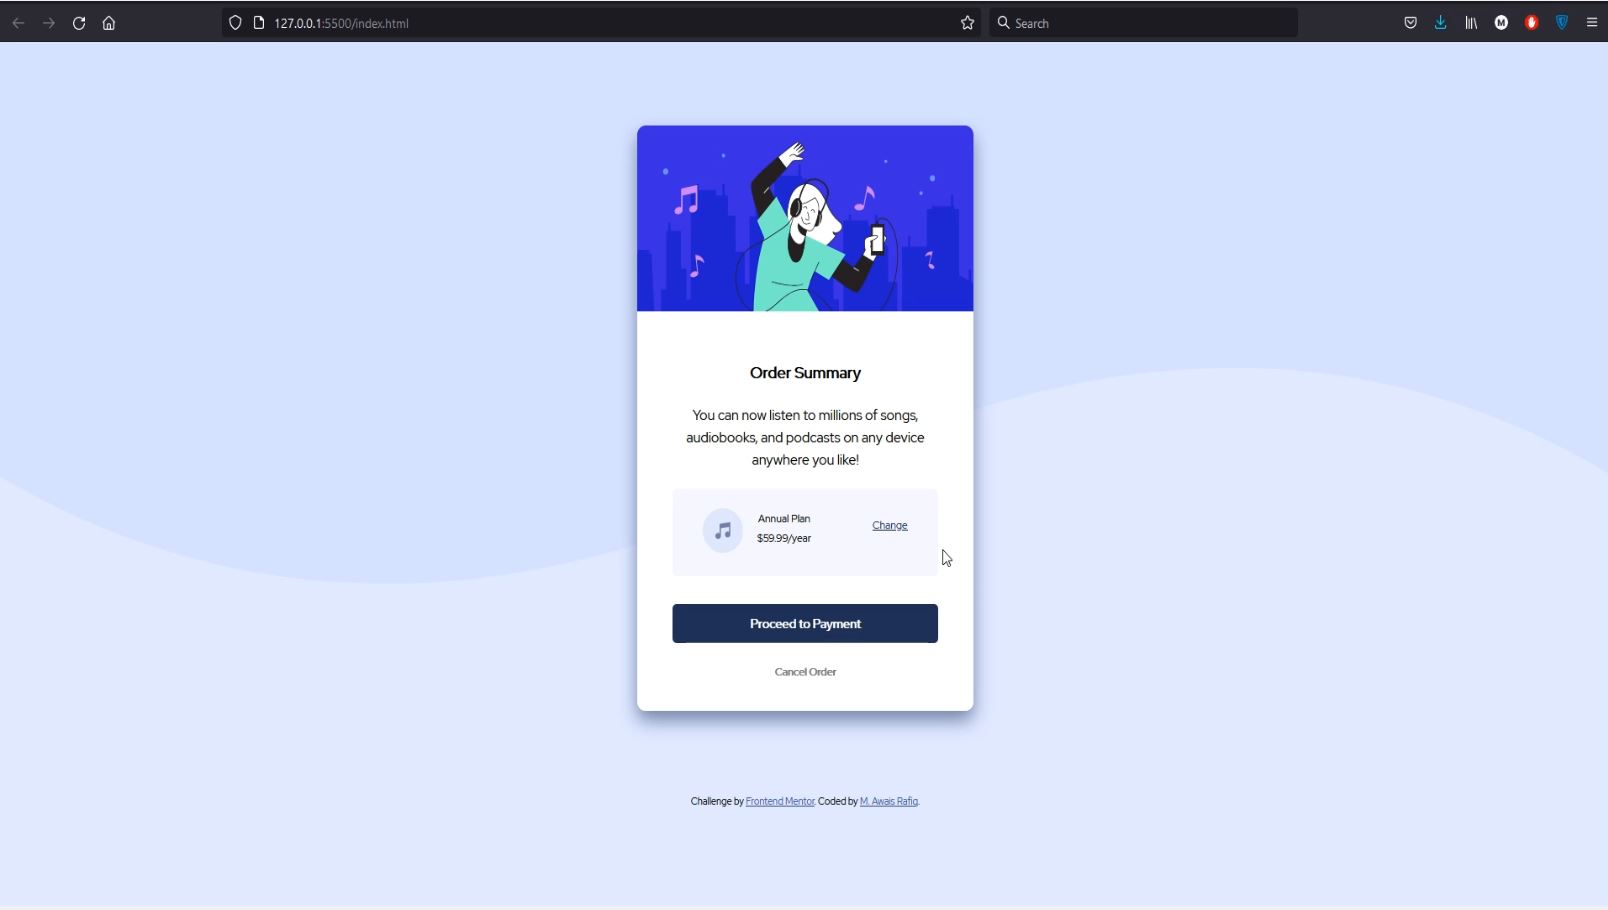 127.0.0.1:5500/index.html
Search
M
Order Summary
You can now listen to millions of songs,
audiobooks, and podcasts on any device
anywhere you like!
Annual Plan
Change
$59.99/year
Proceed to Payment
Cancel Order
Challenge by Frontend Mentor. Coded by M. Awais Rafiq.